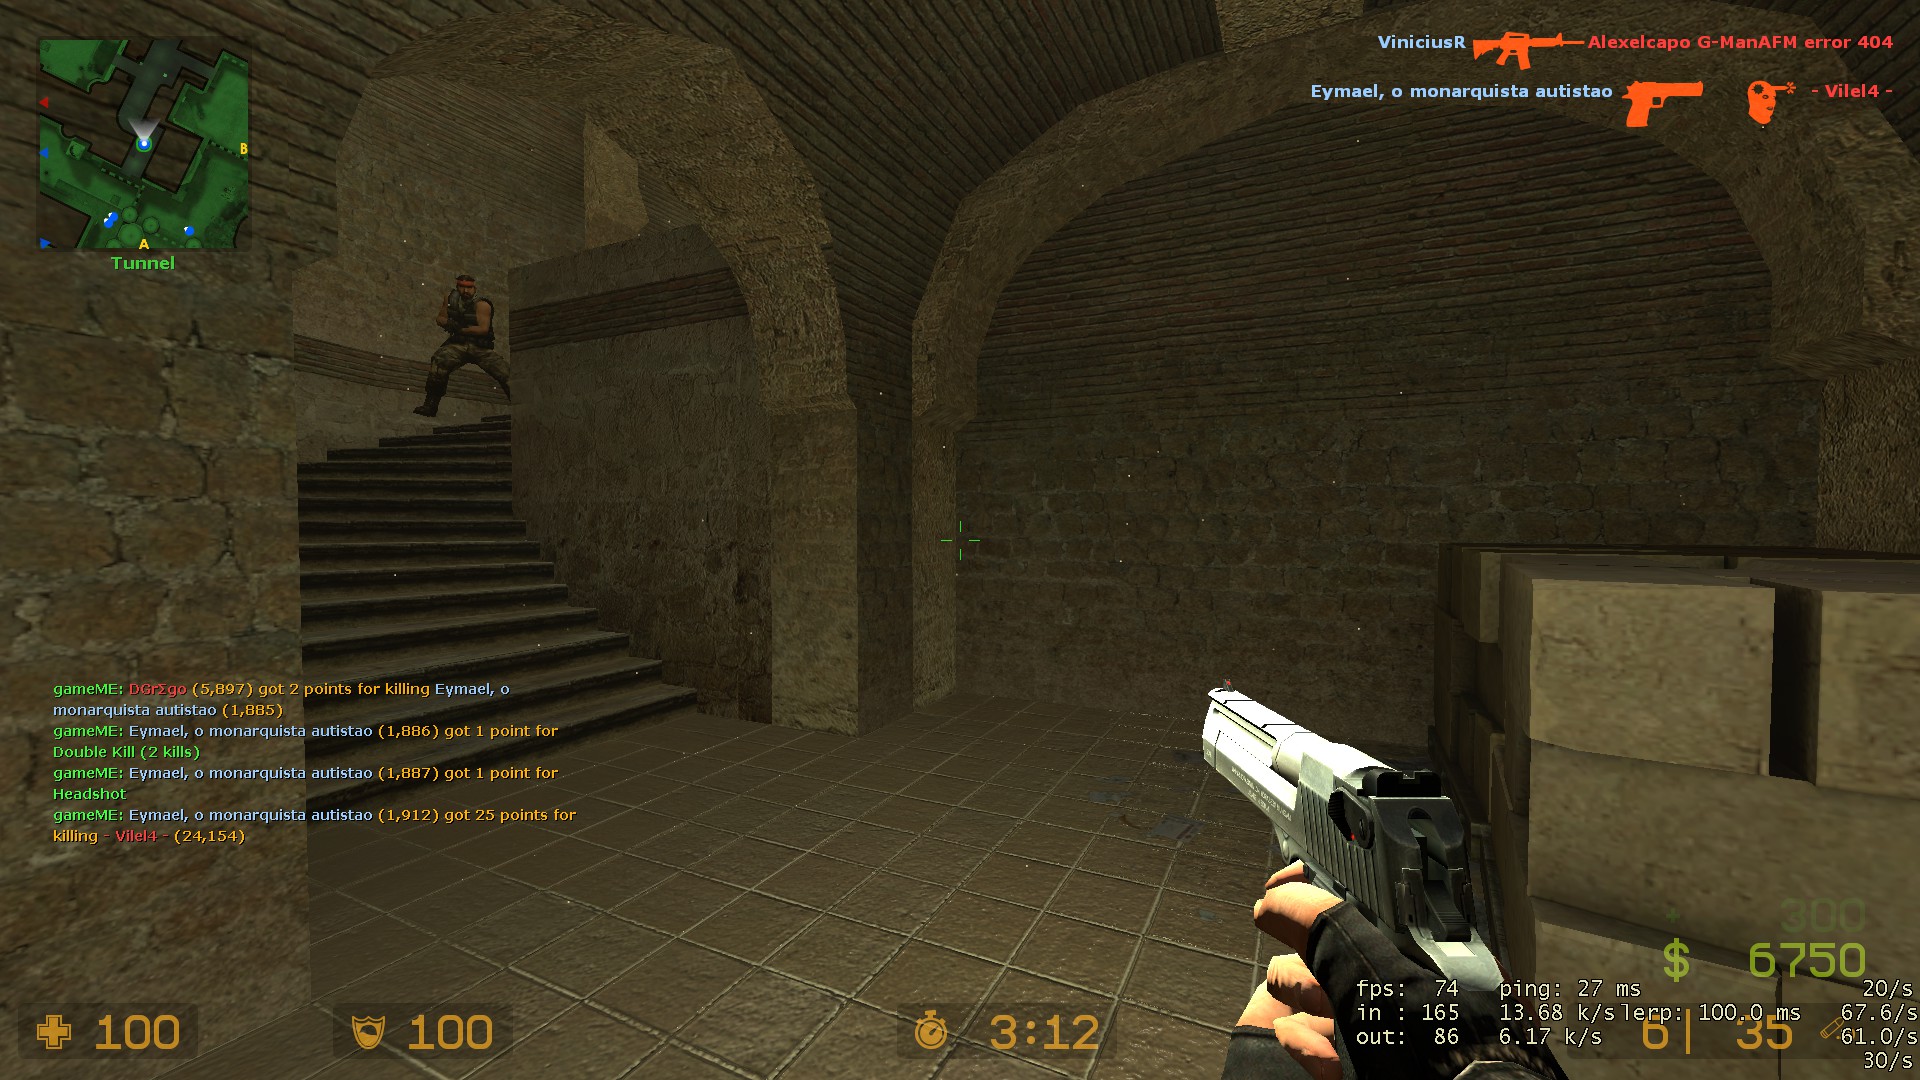 ViniciusR Alexelcapo G-ManAFM error 404
Eymael, o monarquista autistao - Vilel4 -
B
A
Tunnel
gameME: DGrΣgo (5,897) got 2 points for killing Eymael, o
monarquista autistao (1,885)
gameME: Eymael, o monarquista autistao (1,886) got 1 point for
Double Kill (2 kills)
gameME: Eymael, o monarquista autistao (1,887) got 1 point for
Headshot
gameME: Eymael, o monarquista autistao (1,912) got 25 points for
killing - Vilel4 - (24,154)
+ 300
$ 6750
fps: 74 ping: 27 ms 20/s
in : 165 13.68 k/s lerp: 100.0 ms 67.6/s
out: 86 6.17 k/s 61.0/s
30/s
100
100
3:12
6| 35